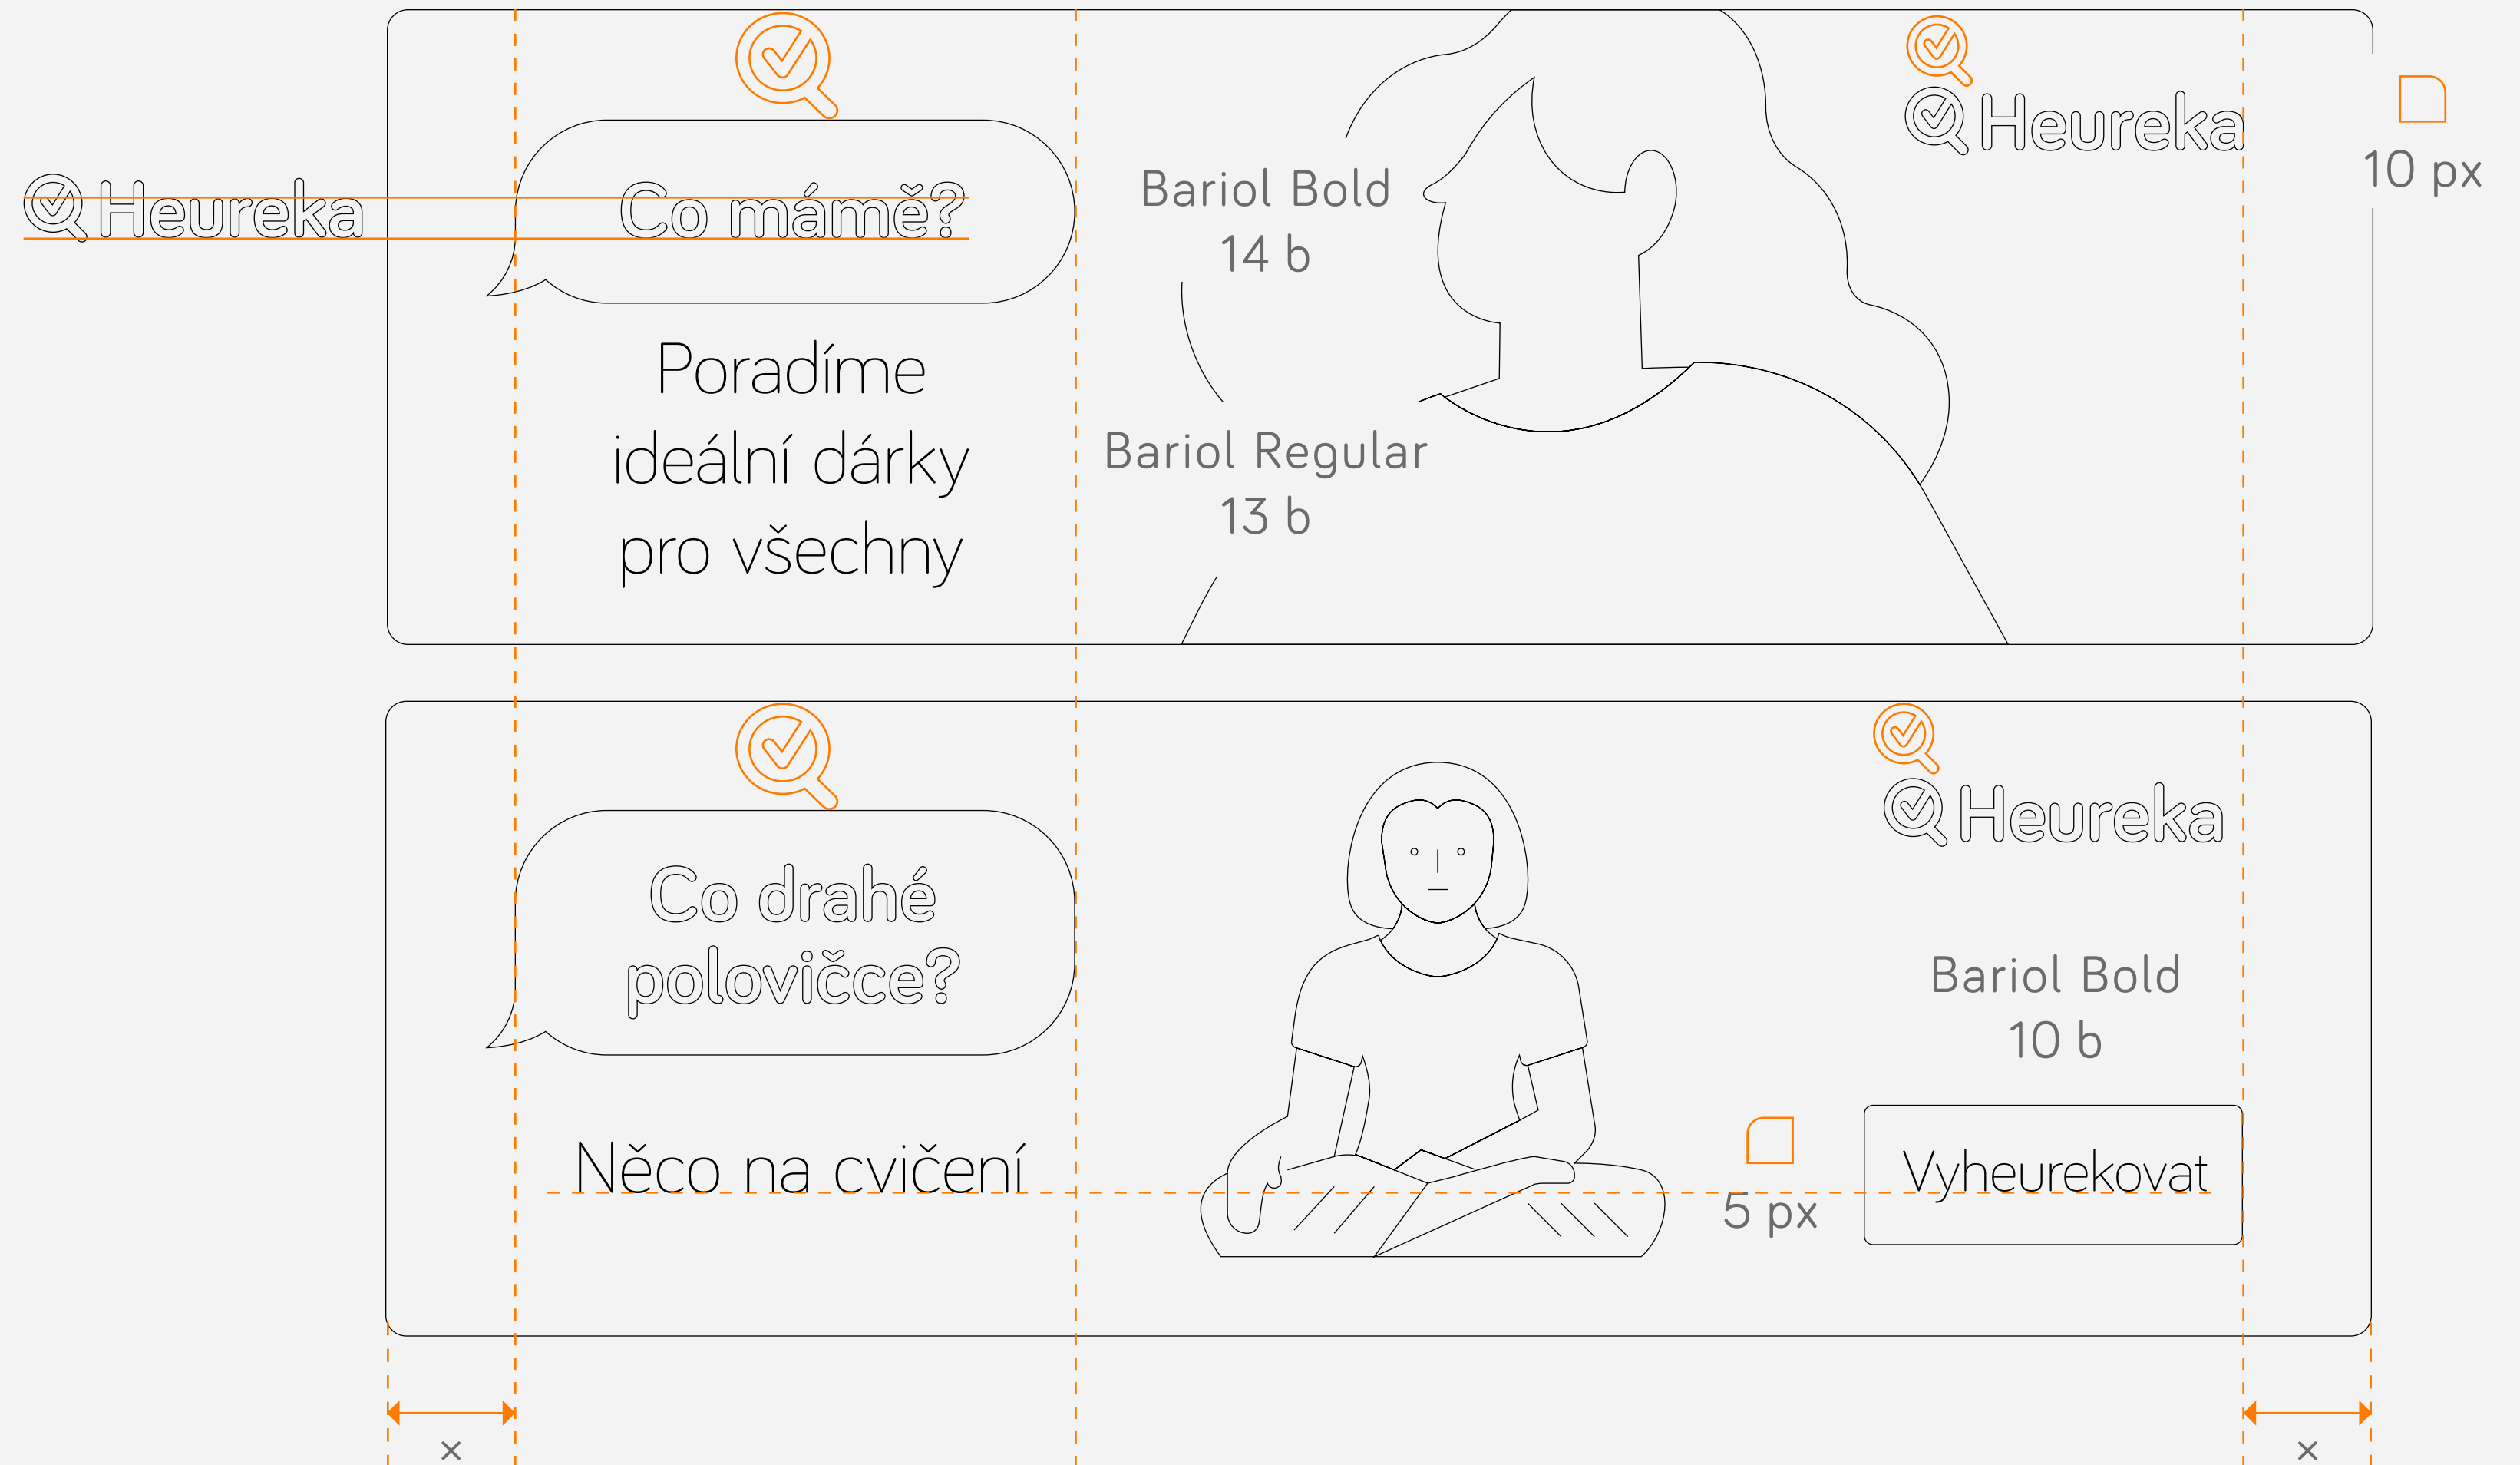 Heureka
10 px
Heureka
Co mámě?
Bariol Bold
14 b
Poradíme
ideální dárky
pro všechny
Bariol Regular
13 b
Heureka
Co drahé
polovičce?
Bariol Bold
10 b
Něco na cvičení
5 px
Vyheurekovat
x
x